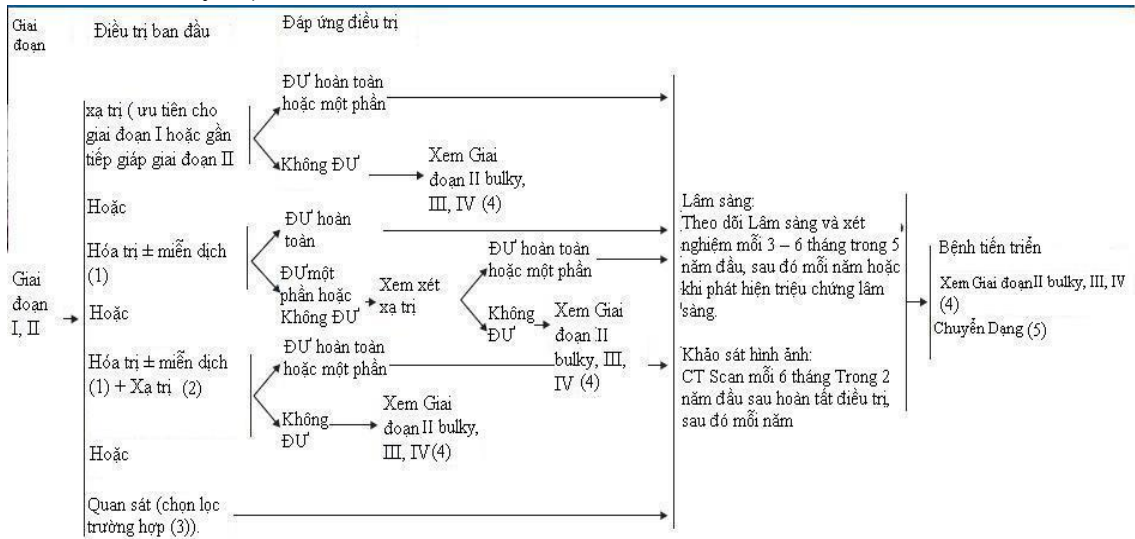 Giai
đoạn
Điều trị ban đầu
Đáp ứng điều trị
Giai
đoạn
I, II
xạ trị ( ưu tiên cho
giai đoạn I hoặc gần
tiếp giáp giai đoạn II
ĐƯ hoàn toàn
hoặc một phần
Không ĐƯ
Xem Giai
đoạn II bulky,
III, IV (4)
Hoặc
Hóa trị ± miễn dịch
(1)
ĐƯ hoàn
toàn
ĐƯ một
phần hoặc
Không ĐƯ
Xem xét
xạ trị
ĐƯ hoàn toàn
hoặc một phần
Không
ĐƯ
Xem Giai
đoạn II
bulky, III,
IV (4)
Hoặc
Hóa trị ± miễn dịch
(1) + Xạ trị (2)
ĐƯ hoàn toàn
hoặc một phần
Không
ĐƯ
Xem Giai
đoạn II bulky,
III, IV(4)
Hoặc
Quan sát (chọn lọc
trường hợp (3)).
Lâm sàng:
Theo dõi Lâm sàng và xét
nghiệm mỗi 3 – 6 tháng trong 5
năm đầu, sau đó mỗi năm hoặc
khi phát hiện triệu chứng lâm
sàng.
Khảo sát hình ảnh:
CT Scan mỗi 6 tháng Trong 2
năm đầu sau hoàn tất điều trị,
sau đó mỗi năm
Bệnh tiến triển
Xem Giai đoạn II bulky, III, IV
(4)
Chuyển Dạng (5)